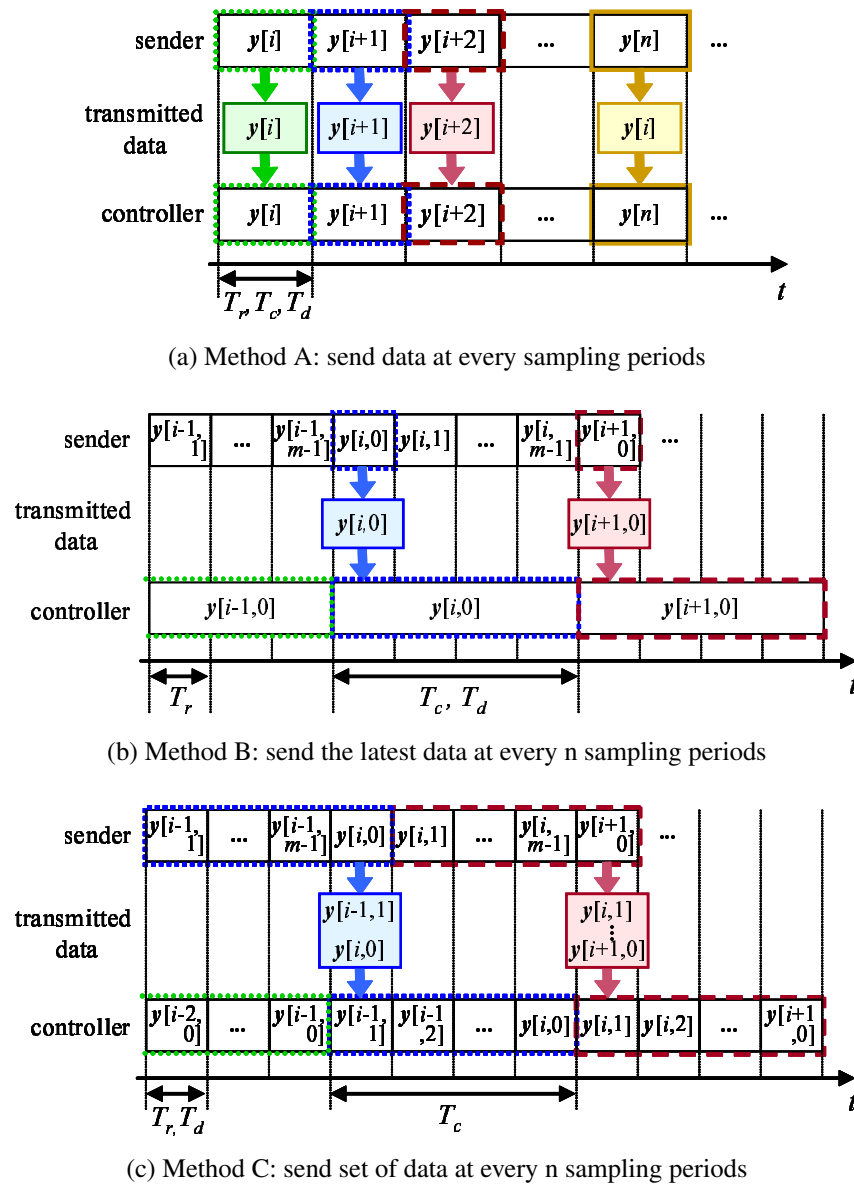 sender y[i] y[i+1] y[i+2] ... y[n] ...
transmitted
data
y[i] y[i+1] y[i+2] y[i]
controller y[i] y[i+1] y[i+2] ... y[n] ...
t
Tr, Tc, Td
(a) Method A: send data at every sampling periods
sender y[i-1, 1] ... y[i-1, m-1] y[i,0] y[i,1] ... y[i, m-1] y[i+1, 0] ...
transmitted
data
y[i,0] y[i+1,0]
controller y[i-1,0] y[i,0] y[i+1,0]
t
Tr Tc, Td
(b) Method B: send the latest data at every n sampling periods
sender y[i-1, 1] ... y[i-1, m-1] y[i,0] y[i,1] ... y[i, m-1] y[i+1, 0] ...
transmitted
data
y[i-1,1]
y[i,0]
y[i,1]
⋮
y[i+1,0]
controller y[i-2, 0] ... y[i-1, 0] y[i-1, 1] y[i-1 ,2] ... y[i,0] y[i,1] y[i,2] ... y[i+1 ,0]
t
Tr, Td Tc
(c) Method C: send set of data at every n sampling periods